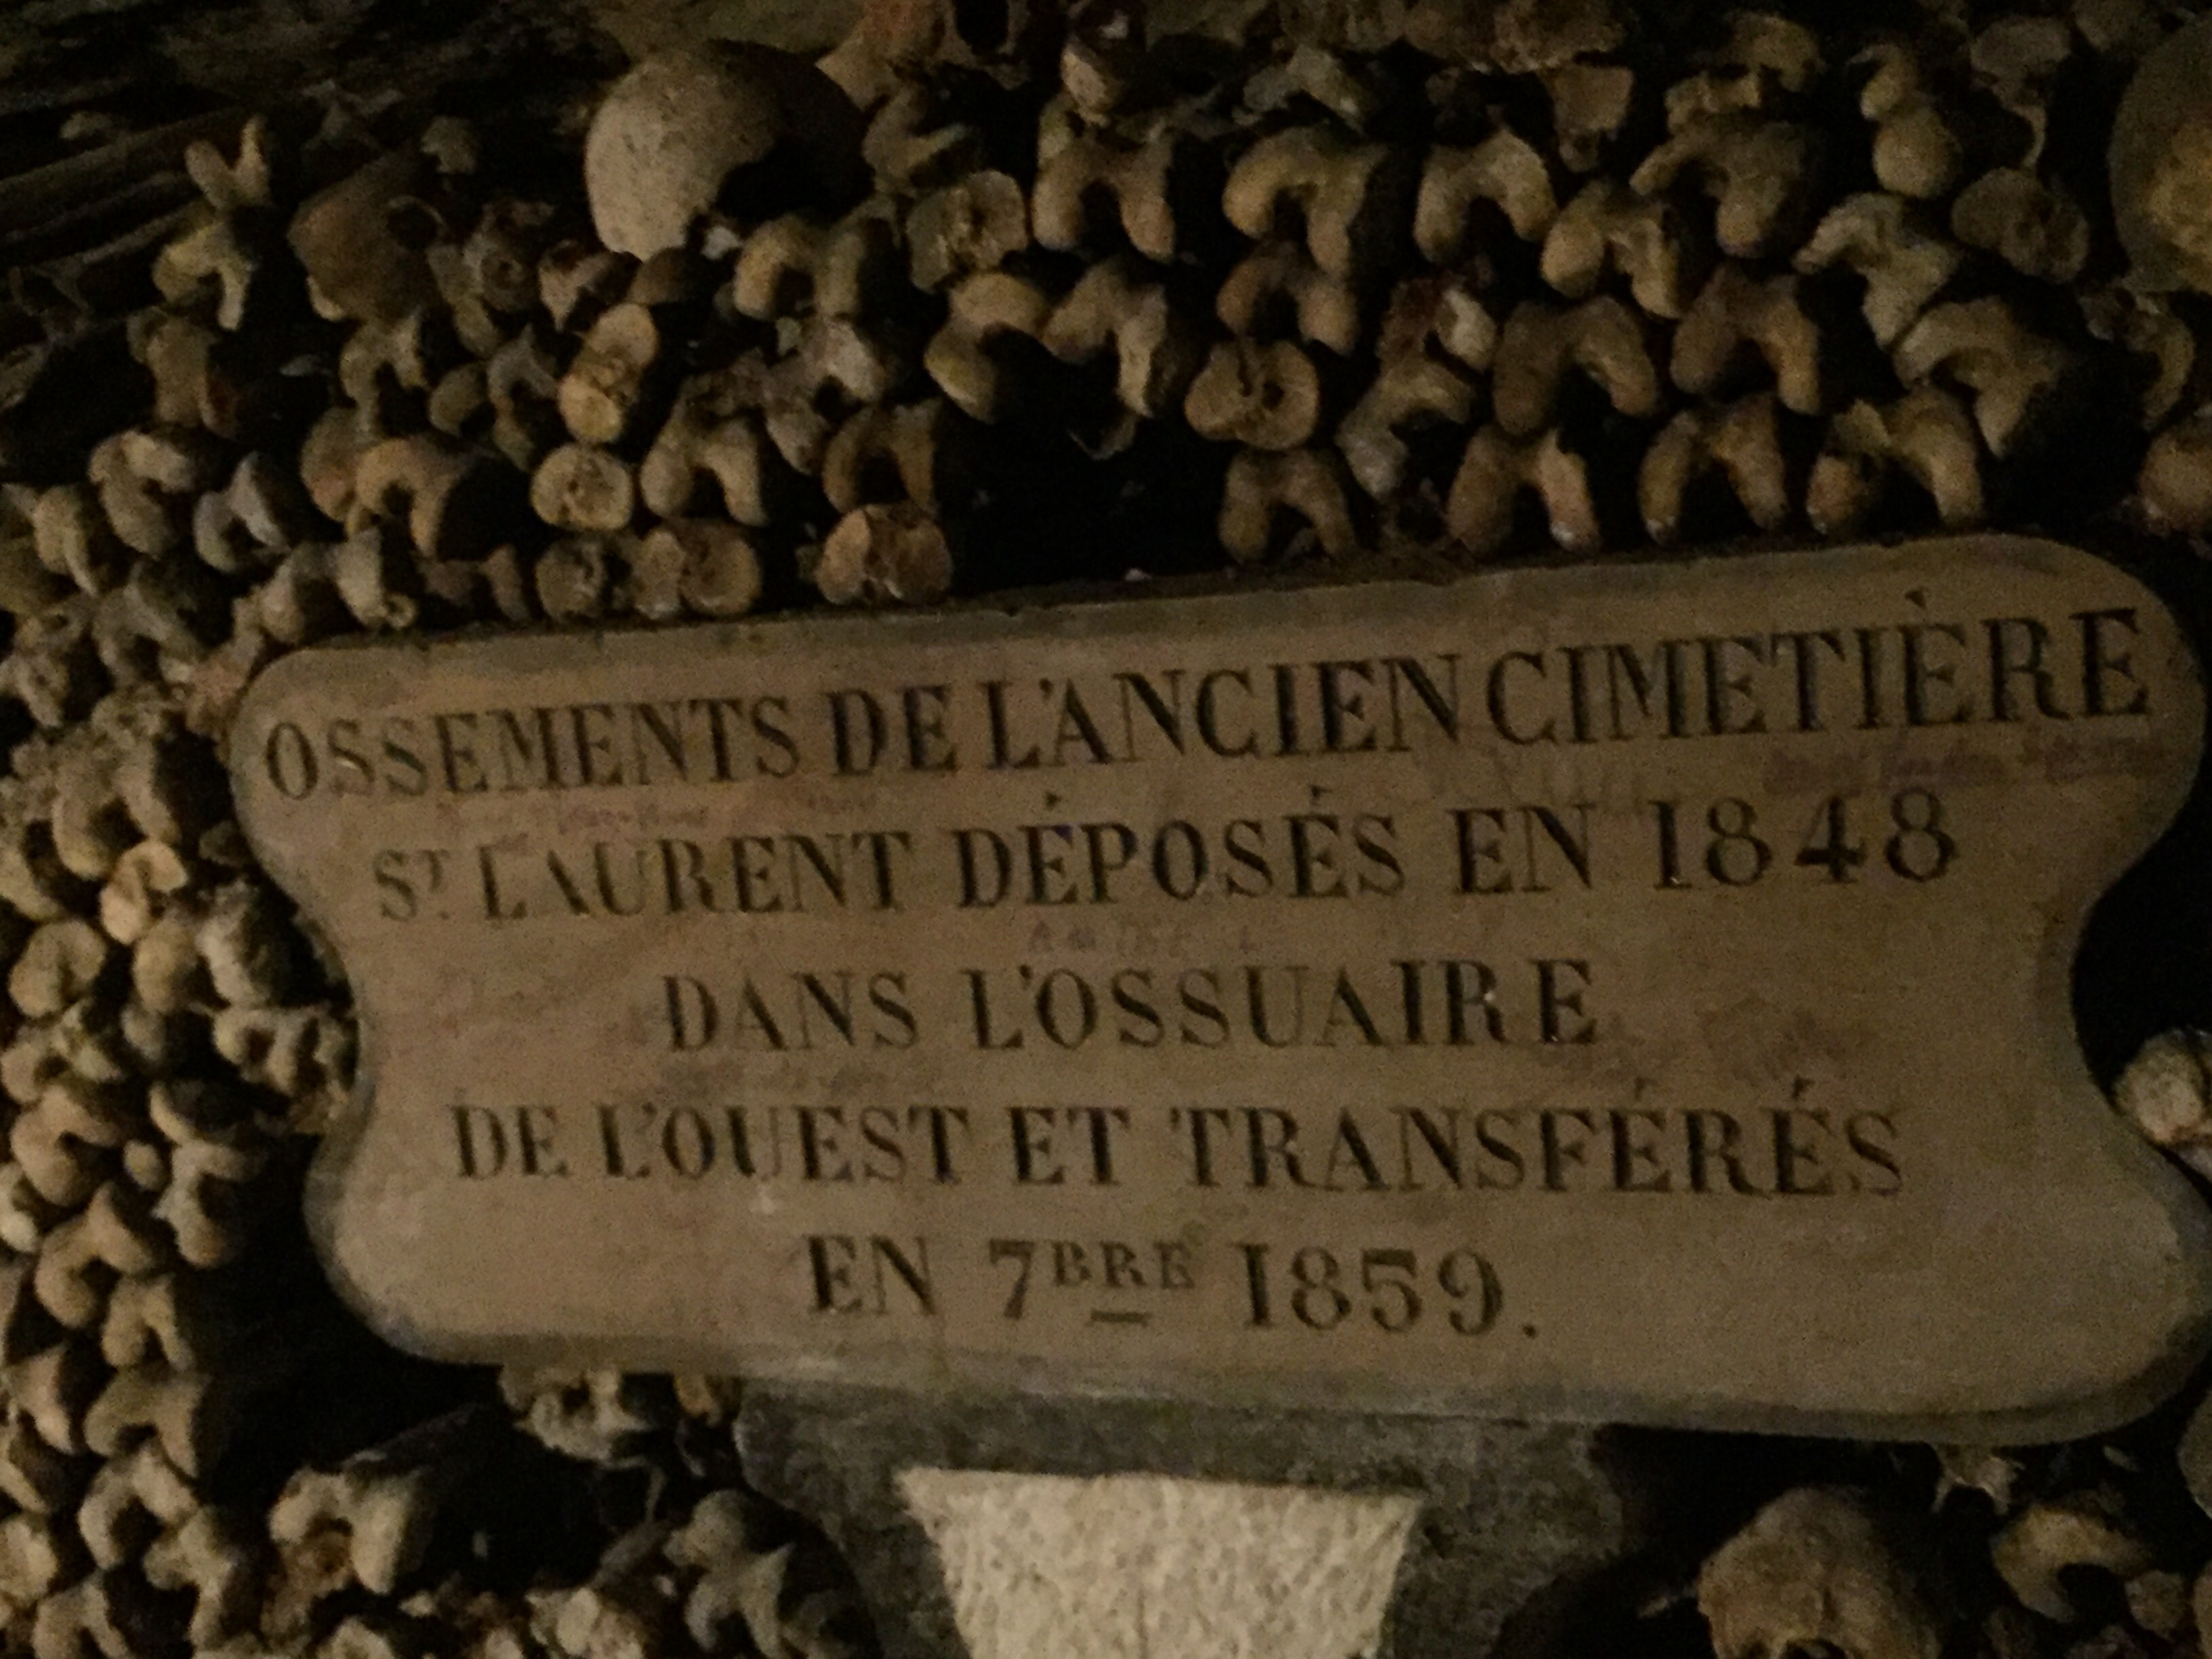 OSSEMENTS DE L'ANCIEN CIMETIÈRE
ST. LAURENT DÉPOSÉS EN 1848
DANS L'OSSUAIRE
DE L'OUEST ET TRANSFÉRÉS
EN 7BRE 1859.